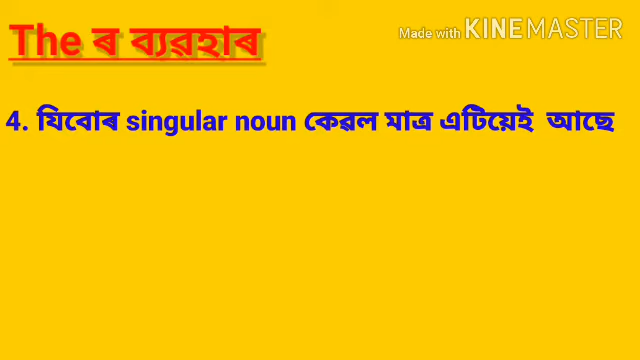 The ৰ ব্যৱহাৰ
Made with KINEMASTER
4. যিবোৰ singular noun কেৱল মাত্ৰ এটিয়েই আছে